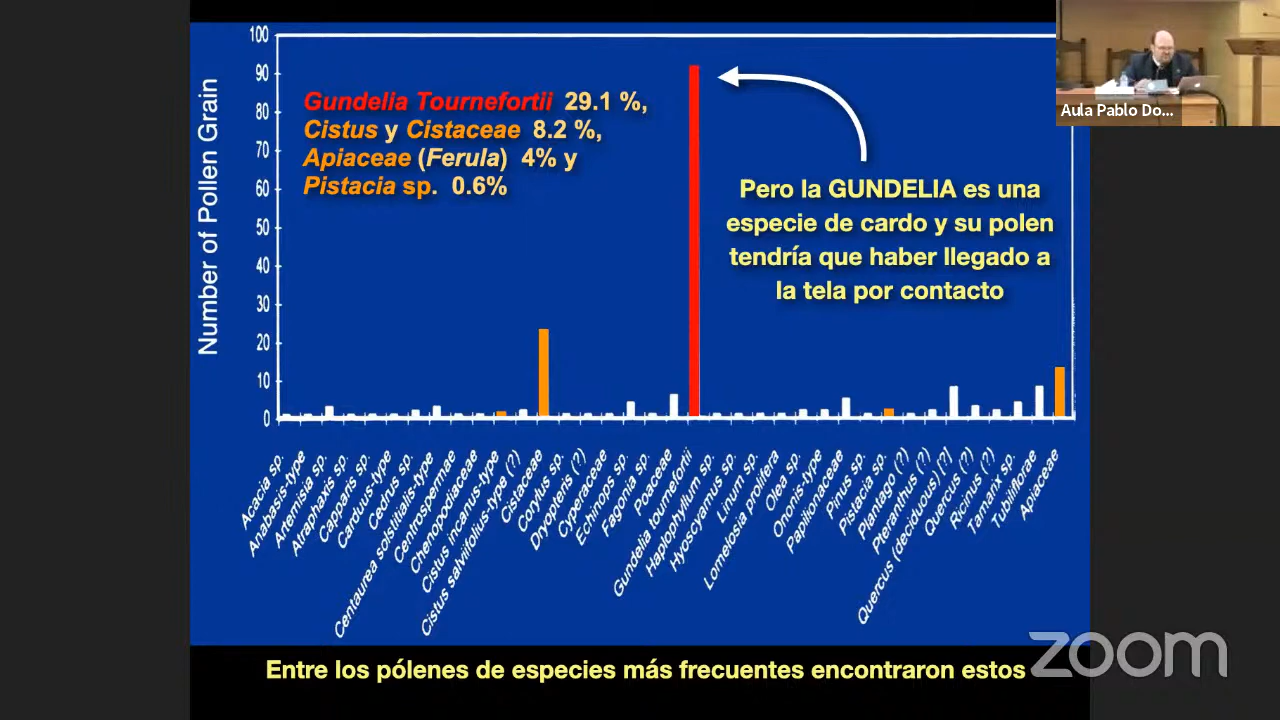 100
90
80
70
60
50
40
30
20
10
0
Number of Pollen Grain
Gundelia Tournefortii 29.1 %,
Cistus y Cistaceae 8.2 %,
Apiaceae (Ferula) 4% y
Pistacia sp. 0.6%
Aula Pablo Do...
Pero la GUNDELIA es una
especie de cardo y su polen
tendría que haber llegado a
la tela por contacto
Acacia sp.
Anabasis-type
Artemisia sp.
Atraphaxis sp.
Capparis sp.
Carduus-type
Cedrus sp.
Centaurea solstitialis-type
Centrospermae
Chenopodiaceae
Cistus incanus-type
Cistus salviifolius-type (?)
Cistaceae
Corylus sp.
Dryopteris (?)
Cyperaceae
Echinops sp.
Fagonia sp.
Poaceae
Gundelia tournefortii
Haplophyllum sp.
Hyoscyamus sp.
Linum sp.
Lomelosia prolifera
Olea sp.
Ononis-type
Papilionaceae
Pinus sp.
Pistacia sp.
Plantago (?)
Pteranthus (?)
Quercus (deciduous) (?)
Quercus (?)
Ricinus (?)
Tamarix sp.
Tubiliflorae
Apiaceae
Entre los pólenes de especies más frecuentes encontraron estos
zoom